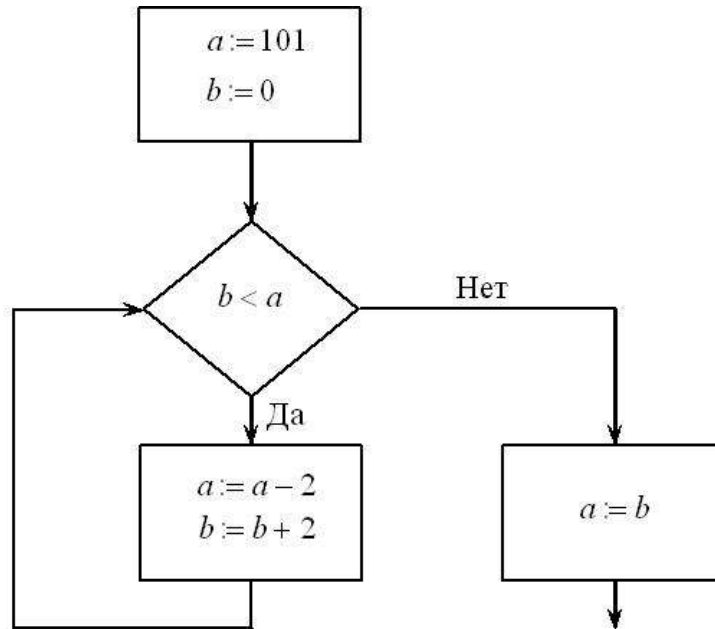 a := 101
b := 0
b < a
Нет
Да
a := a − 2
b := b + 2
a := b